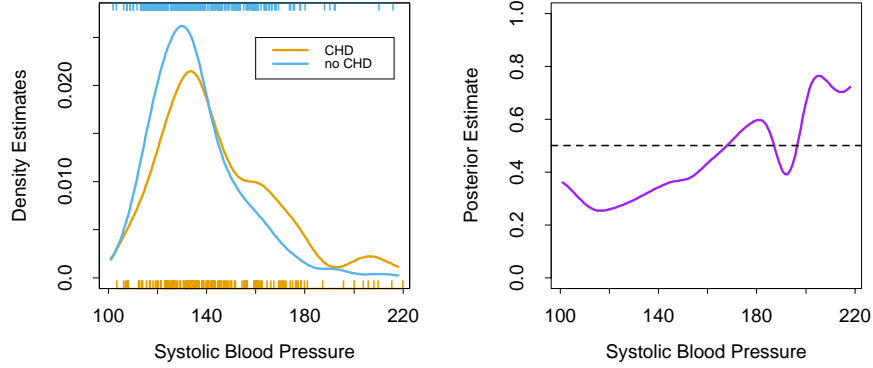 CHD
no CHD
Density Estimates
0.0
0.010
0.020
100
140
180
220
Systolic Blood Pressure
Posterior Estimate
0.0
0.2
0.4
0.6
0.8
1.0
100
140
180
220
Systolic Blood Pressure